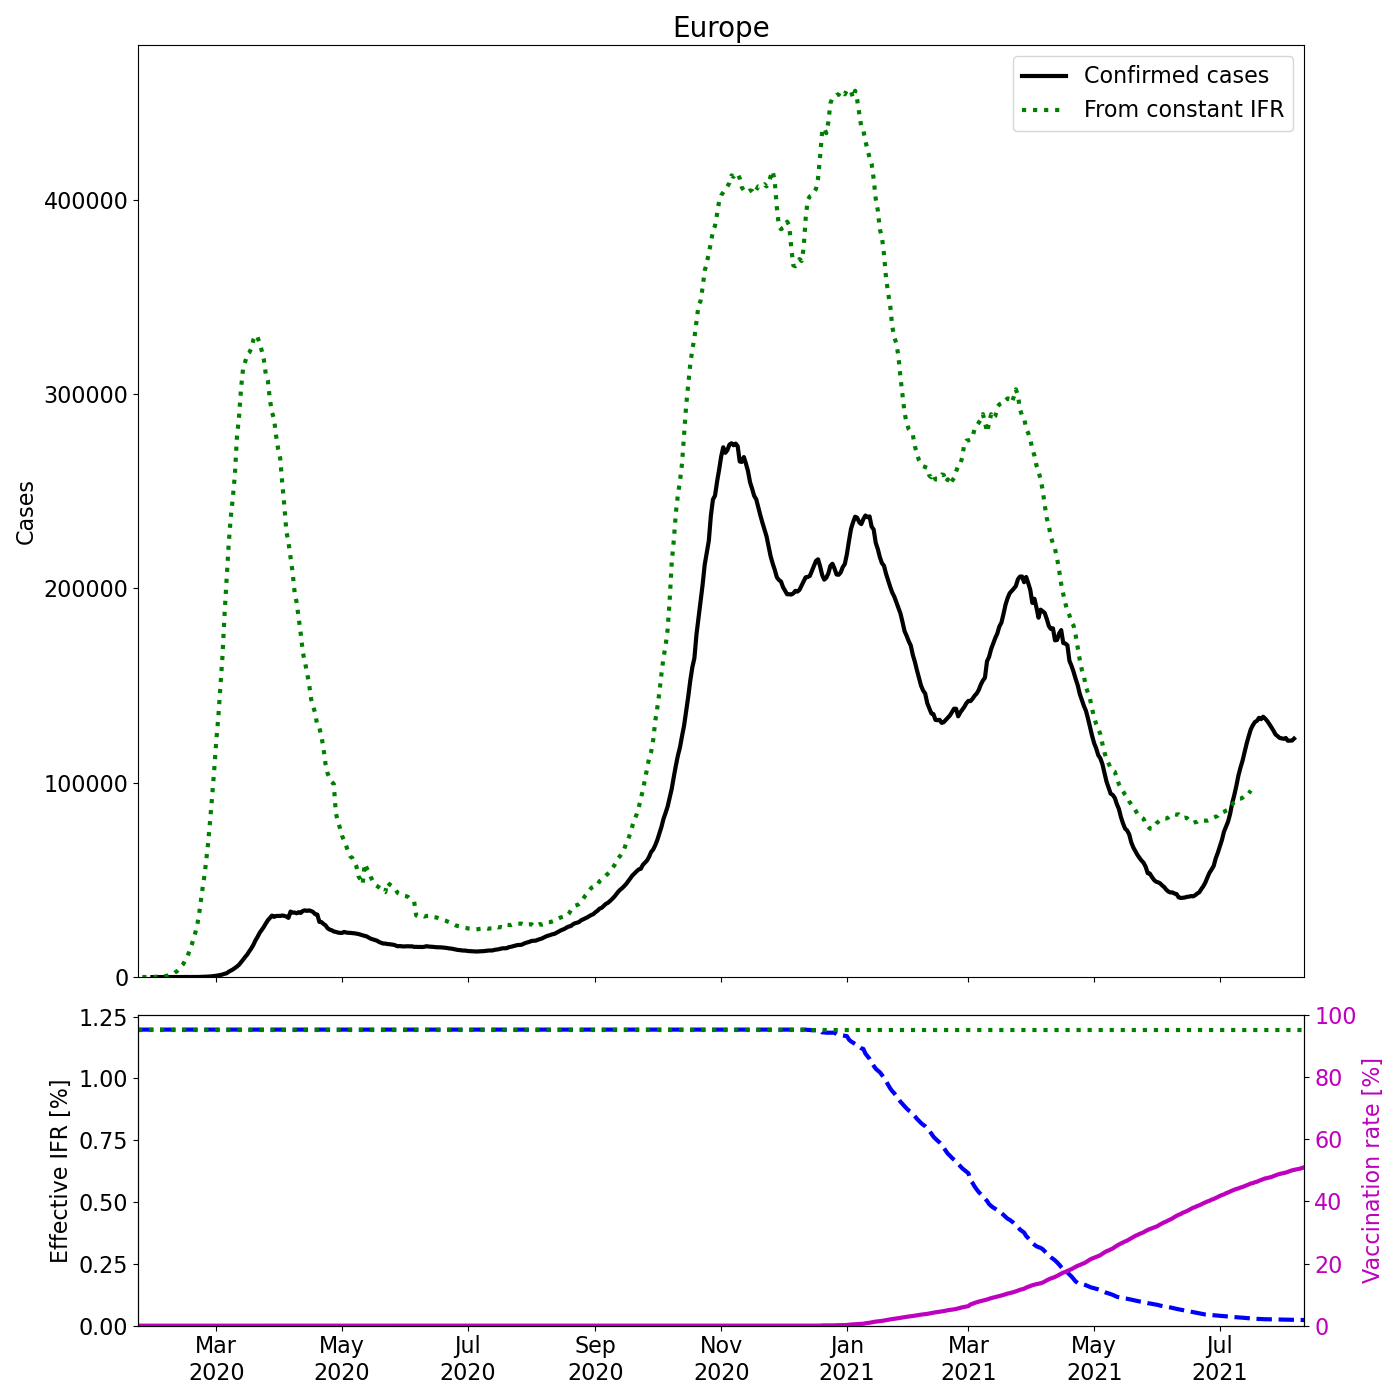 Europe
Confirmed cases
From constant IFR
400000
300000
200000
100000
0
Cases
1.25
1.00
0.75
0.50
0.25
0.00
Effective IFR [%]
100
80
60
40
20
0
Vaccination rate [%]
Mar May Jul Sep Nov Jan Mar May Jul
2020 2020 2020 2020 2020 2021 2021 2021 2021